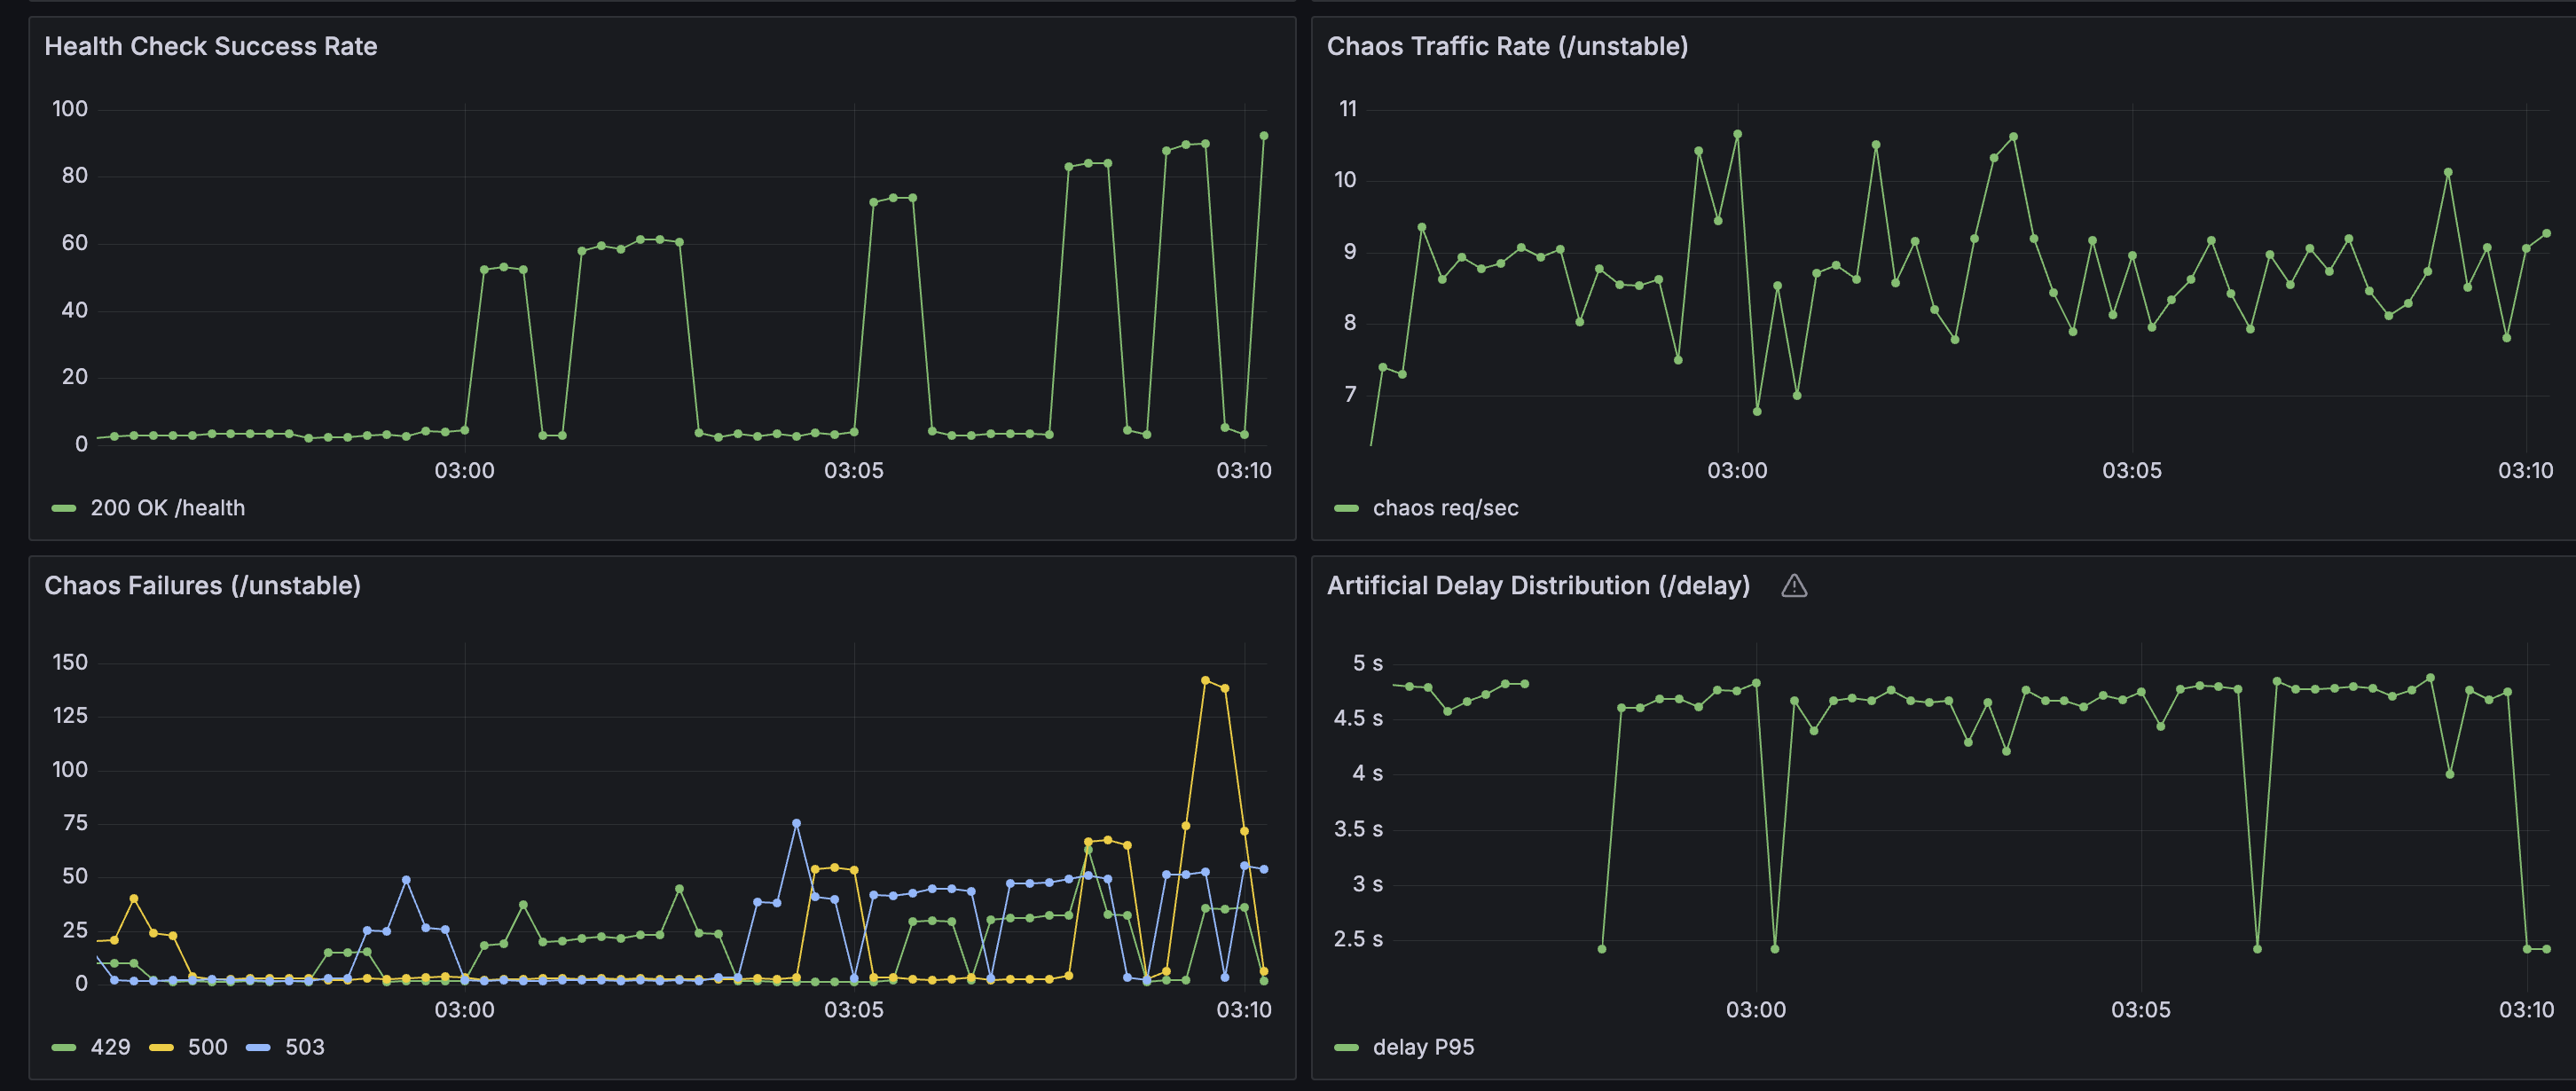 Health Check Success Rate
100
80
60
40
20
0
03:00 03:05 03:10
200 OK /health
Chaos Traffic Rate (/unstable)
11
10
9
8
7
03:00 03:05 03:10
chaos req/sec
Chaos Failures (/unstable)
150
125
100
75
50
25
0
03:00 03:05 03:10
429 500 503
Artificial Delay Distribution (/delay)
5 s
4.5 s
4 s
3.5 s
3 s
2.5 s
03:00 03:05 03:10
delay P95